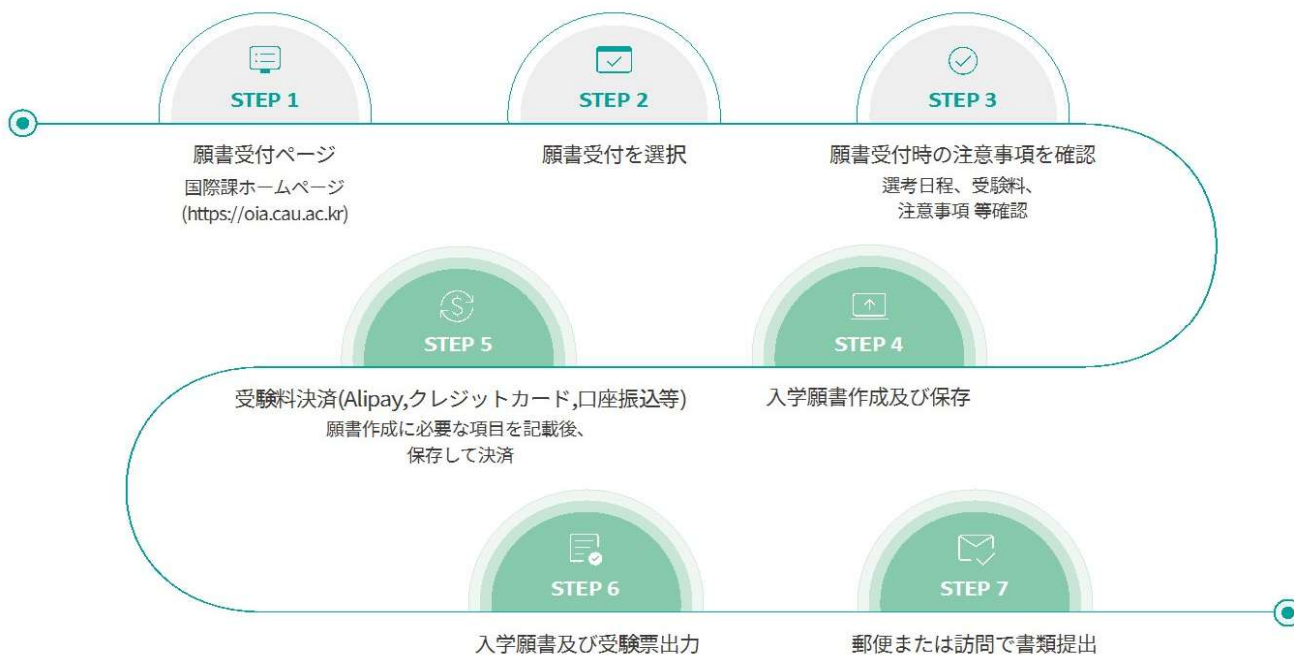 STEP 1
願書受付ページ
国際課ホームページ
(https://oia.cau.ac.kr)
STEP 2
願書受付を選択
STEP 3
願書受付時の注意事項を確認
選考日程、受験料、
注意事項 等確認
STEP 4
入学願書作成及び保存
STEP 5
受験料決済(Alipay,クレジットカード,口座振込等)
願書作成に必要な項目を記載後、
保存して決済
STEP 6
入学願書及び受験票出力
STEP 7
郵便または訪問で書類提出